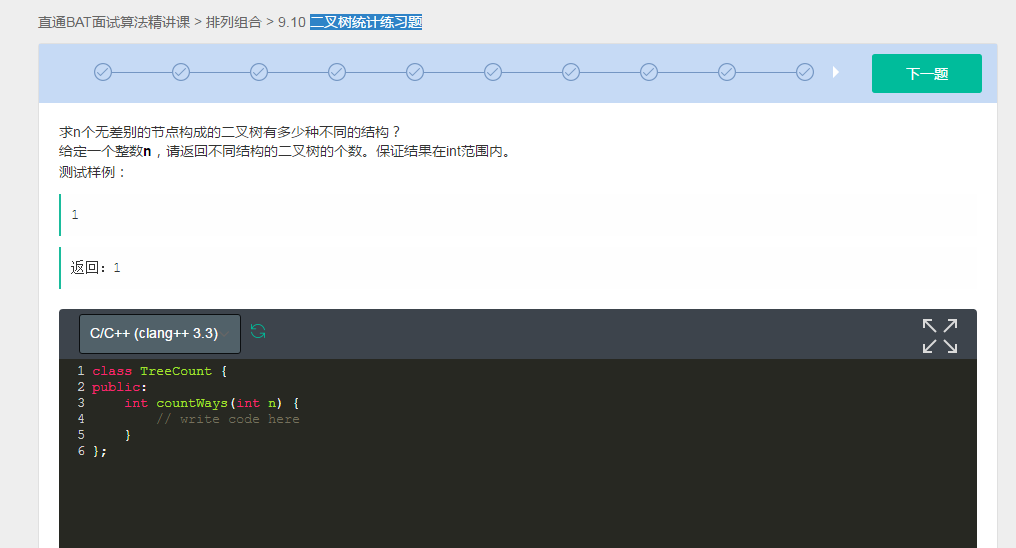 直通BAT面试算法精讲课 > 排列组合 > 9.10 二叉树统计练习题
下一题
求n个无差别的节点构成的二叉树有多少种不同的结构？
给定一个整数n，请返回不同结构的二叉树的个数。保证结果在int范围内。
测试样例：
1
返回：1
C/C++ (clang++ 3.3)
1 class TreeCount {
2 public:
3     int countWays(int n) {
4         // write code here
5     }
6 };